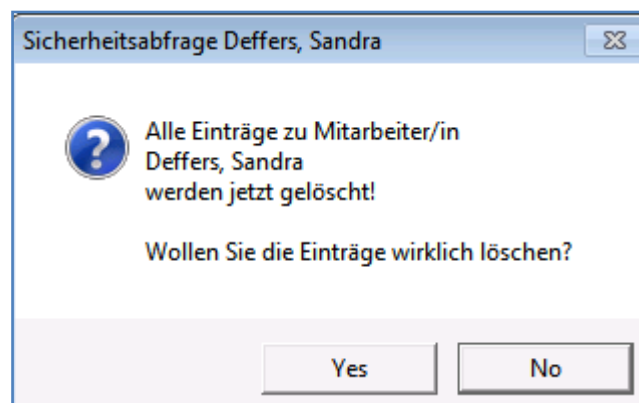 Sicherheitsabfrage Deffers, Sandra
Alle Einträge zu Mitarbeiter/in
Deffers, Sandra
werden jetzt gelöscht!
Wollen Sie die Einträge wirklich löschen?
Yes
No